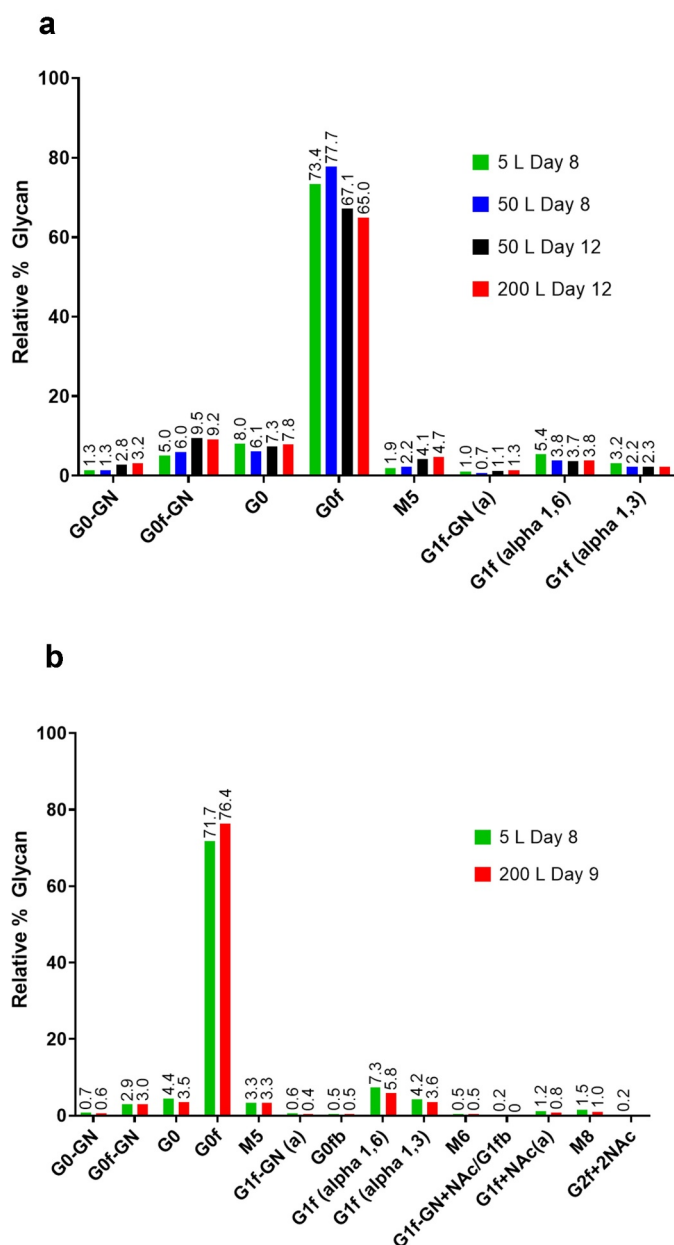 a
Relative % Glycan
100
80
60
40
20
0
5 L Day 8
50 L Day 8
50 L Day 12
200 L Day 12
1.3 1.3 2.8 3.2
5.0 6.0 9.5 9.2
8.0 6.1 7.3 7.8
73.4 77.7 67.1 65.0
1.9 2.2 4.1 4.7
1.0 0.7 1.1 1.3
5.4 3.8 3.7 3.8
3.2 2.2 2.3
G0-GN
G0f-GN
G0
G0f
M5
G1f-GN (a)
G1f (alpha 1,6)
G1f (alpha 1,3)
b
Relative % Glycan
100
80
60
40
20
0
5 L Day 8
200 L Day 9
0.7 0.6
2.9 3.0
4.4 3.5
71.7 76.4
3.3 3.3
0.6 0.4
0.5 0.5
7.3 5.8
4.2 3.6
0.5 0.5
0.2 0
1.2 0.8
1.5 1.0
0.2
G0-GN
G0f-GN
G0
G0f
M5
G1f-GN (a)
G0fb
G1f (alpha 1,6)
G1f (alpha 1,3)
M6
G1f-GN+NAc/G1fb
G1f+NAc(a)
M8
G2f+2NAc